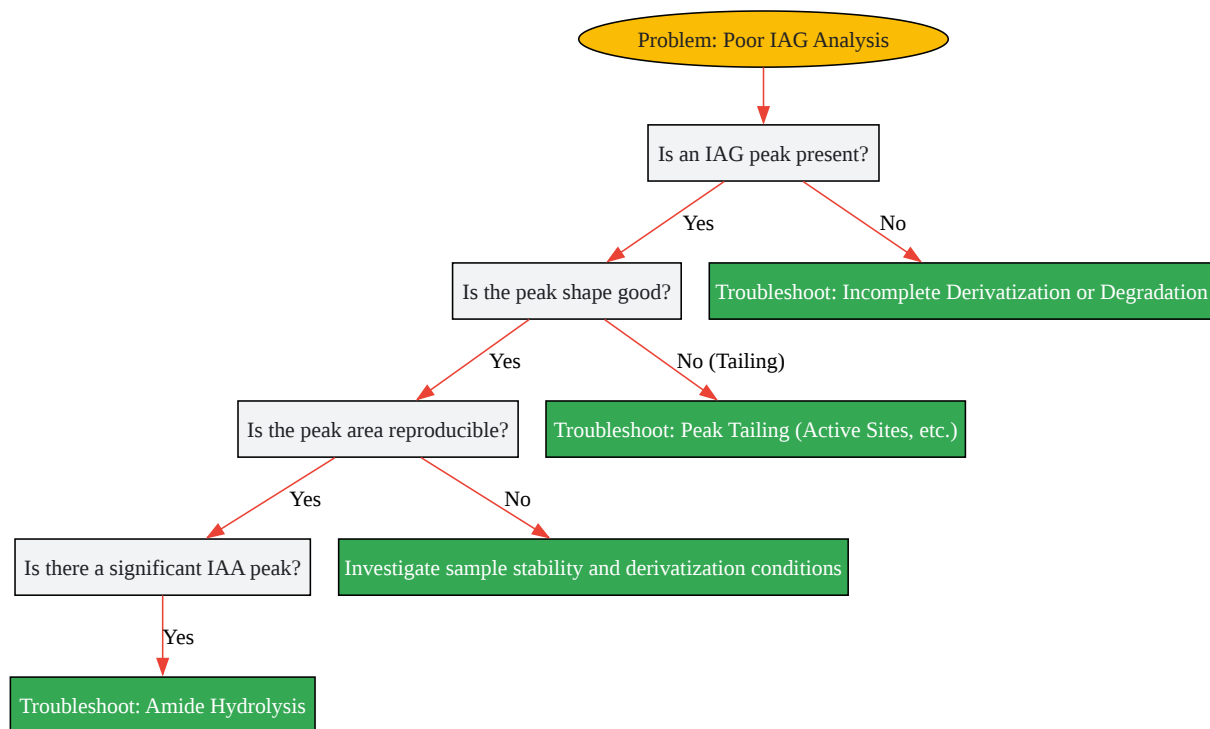 Problem: Poor IAG Analysis
Is an IAG peak present?
Yes
No
Is the peak shape good?
Troubleshoot: Incomplete Derivatization or Degradation
Yes
No (Tailing)
Is the peak area reproducible?
Troubleshoot: Peak Tailing (Active Sites, etc.)
Yes
No
Is there a significant IAA peak?
Investigate sample stability and derivatization conditions
Yes
Troubleshoot: Amide Hydrolysis